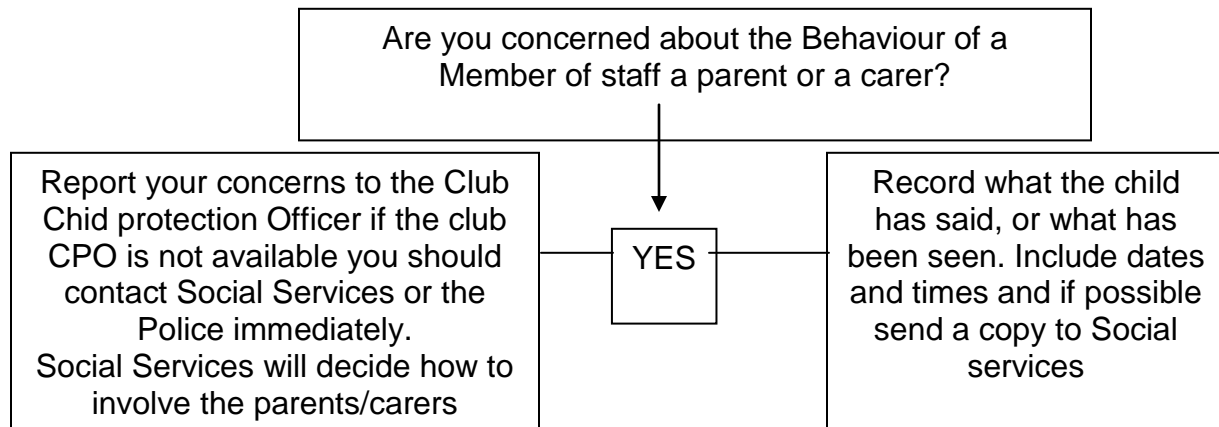 Are you concerned about the Behaviour of a
Member of staff a parent or a carer?
Report your concerns to the Club
Chid protection Officer if the club
CPO is not available you should
contact Social Services or the
Police immediately.
Social Services will decide how to
involve the parents/carers
YES
Record what the child
has said, or what has
been seen. Include dates
and times and if possible
send a copy to Social
services